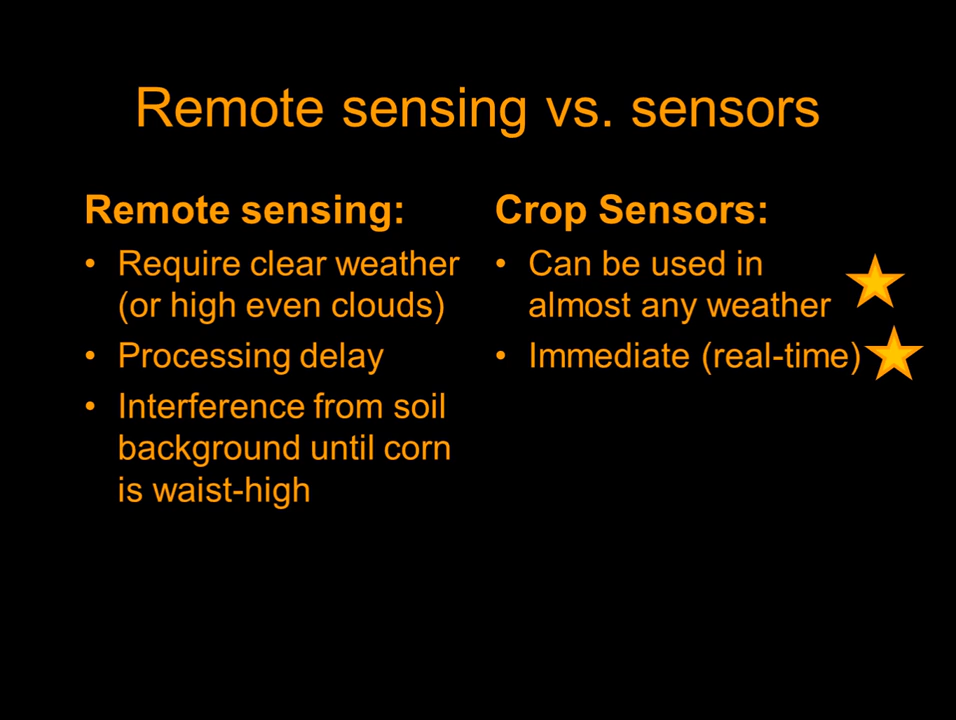 Remote sensing vs. sensors
Remote sensing:
• Require clear weather
(or high even clouds)
• Processing delay
• Interference from soil
background until corn
is waist-high
Crop Sensors:
• Can be used in
almost any weather
• Immediate (real-time)